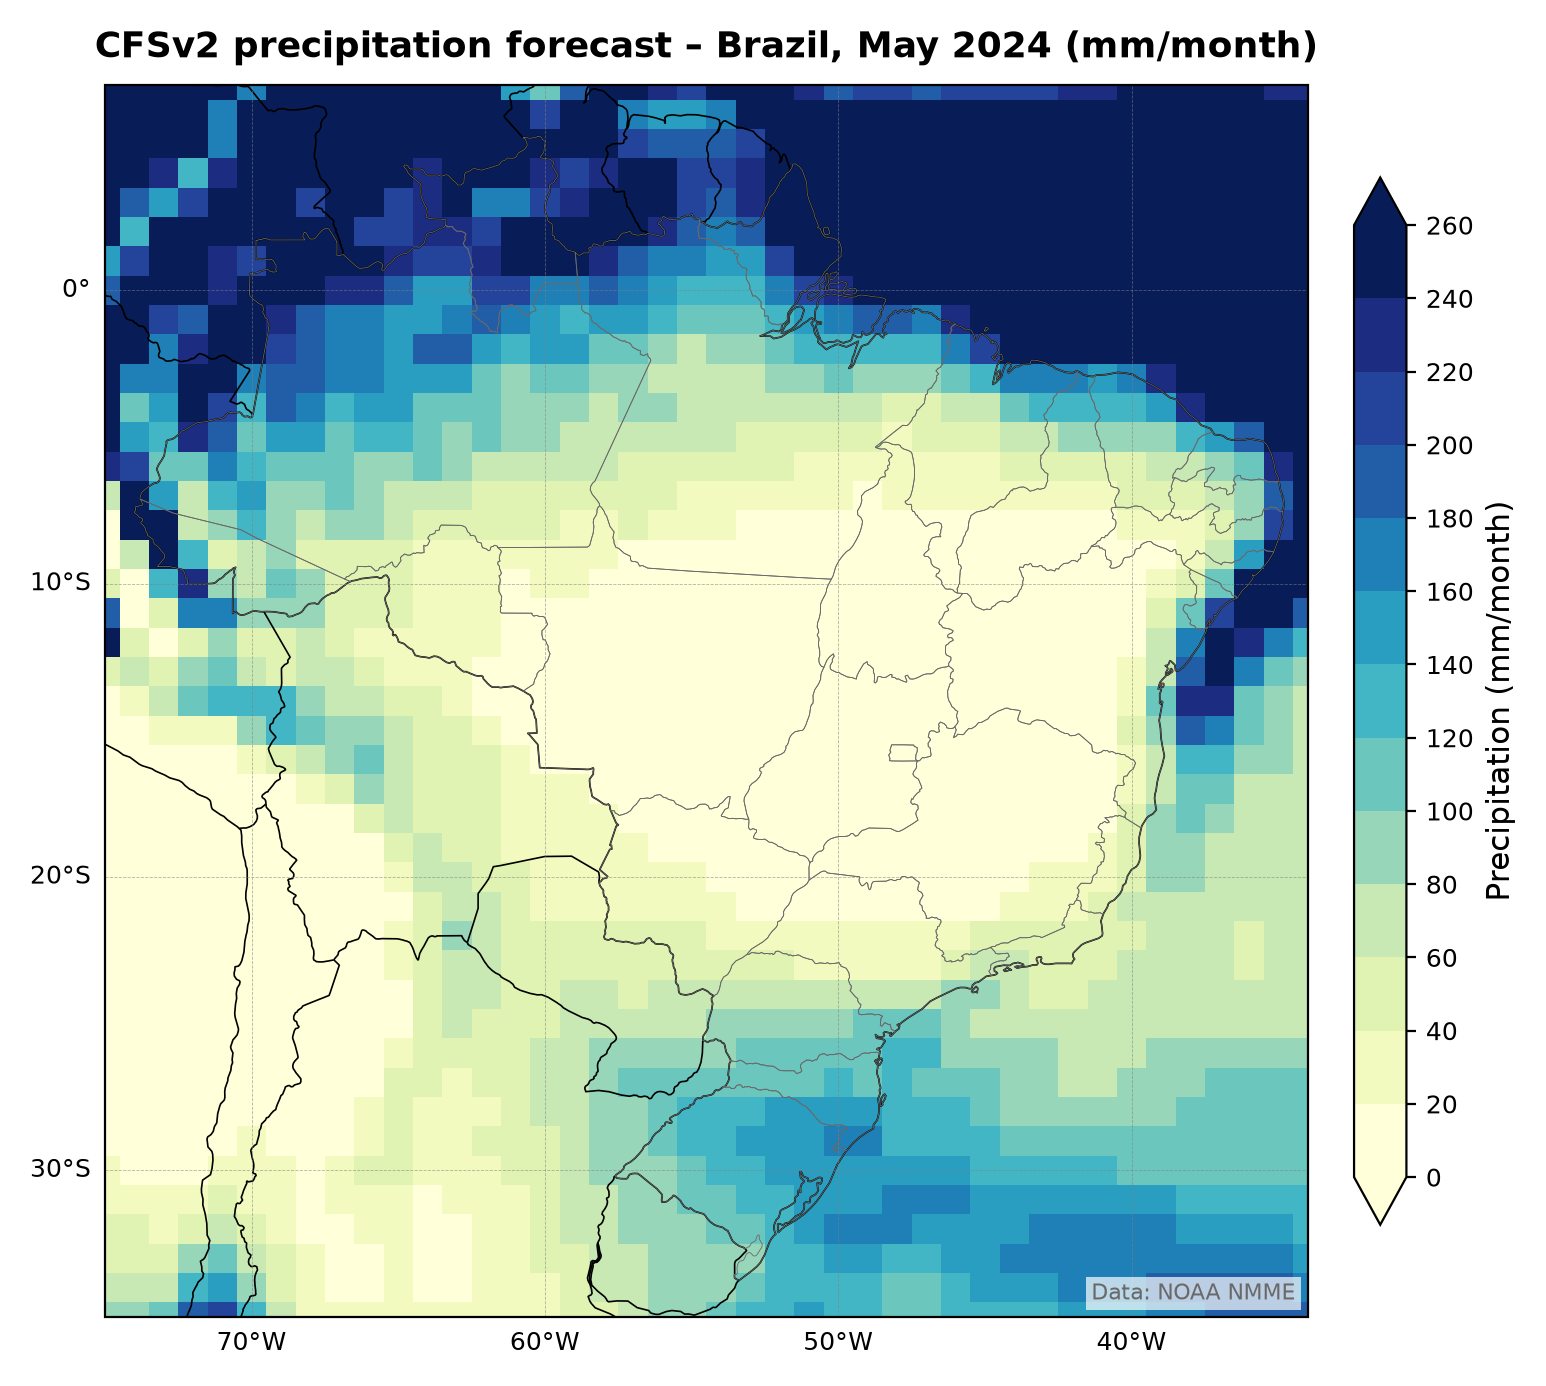 CFSv2 precipitation forecast – Brazil, May 2024 (mm/month)
0°
10°S
20°S
30°S
70°W
60°W
50°W
40°W
260
240
220
200
180
160
140
120
100
80
60
40
20
0
Precipitation (mm/month)
Data: NOAA NMME